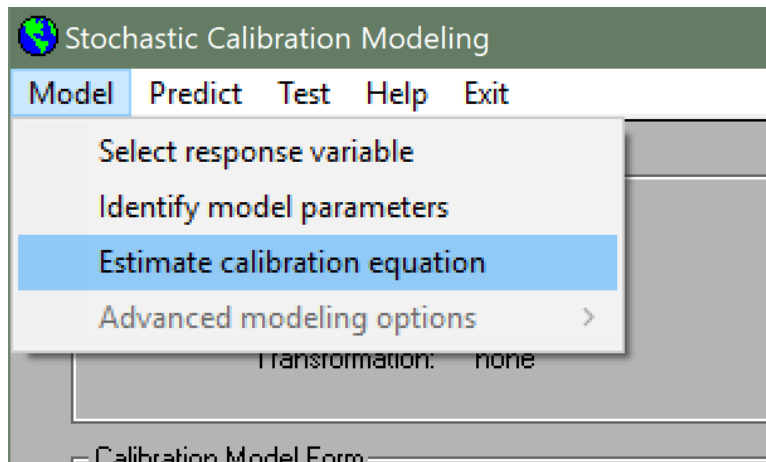 Stochastic Calibration Modeling
Model Predict Test Help Exit
Select response variable
Identify model parameters
Estimate calibration equation
Advanced modeling options
Transformation: none
Calibration Model Form